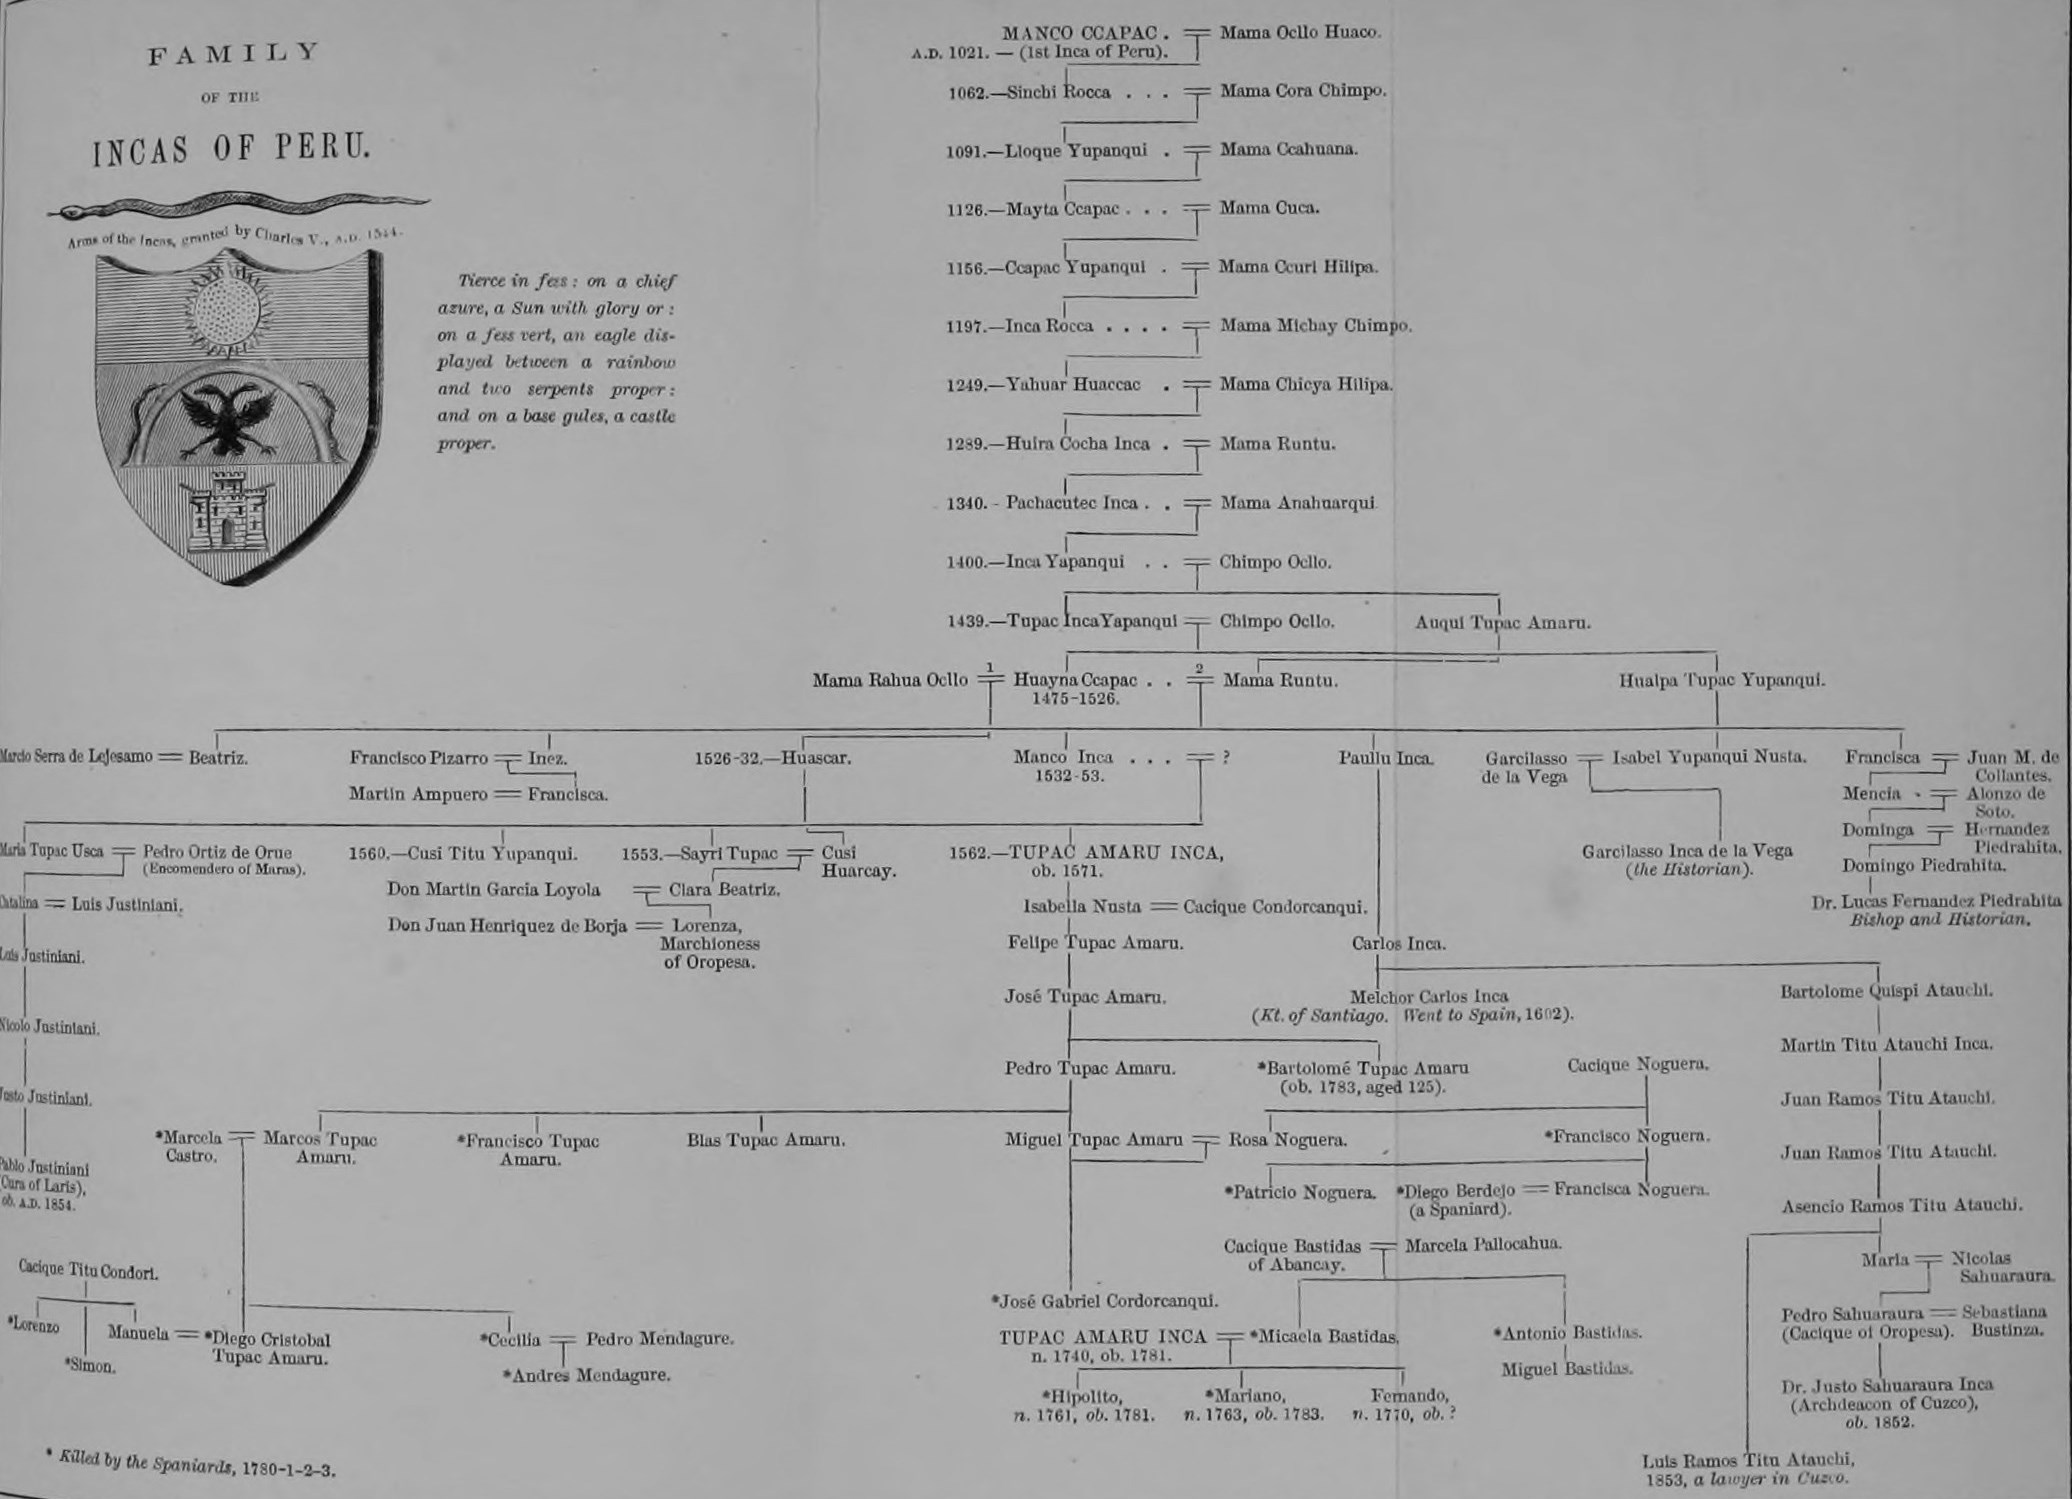 FAMILY
OF THE
INCAS OF PERU.
Arms of the Incas, granted by Charles V., A.D. 1544.
Tierce in fess: on a chief
azure, a Sun with glory or:
on a fess vert, an eagle dis-
played between a rainbow
and two serpents proper:
and on a base gules, a castle
proper.
MANCO CCAPAC . = Mama Ocllo Huaco.
A.D. 1021. — (1st Inca of Peru).
1062.—Sinchi Rocca . . . = Mama Cora Chimpo.
1091.—Lloque Yupanqui . = Mama Ccahuana.
1126.—Mayta Ccapac . . . = Mama Cuca.
1156.—Ccapac Yupanqui . = Mama Ccuri Hilipa.
1197.—Inca Rocca . . . . = Mama Michay Chimpo.
1249.—Yahuar Huaccac . = Mama Chicya Hilipa.
1289.—Huira Cocha Inca . = Mama Runtu.
1340. - Pachacutec Inca . . = Mama Anahuarqui
1400.—Inca Yapanqui . . = Chimpo Ocllo.
1439.—Tupac Inca Yapanqui = Chimpo Ocllo. Auqui Tupac Amaru.
Mama Rahua Ocllo 1 = Huayna Ccapac . . 2 = Mama Runtu. Hualpa Tupac Yupanqui.
1475-1526.
Marcio Serra de Lejesamo = Beatriz. Francisco Pizarro = Inez. 1526-32.—Huascar. Manco Inca . . . = ? Paullu Inca. Garcilasso = Isabel Yupanqui Nusta. Francisca = Juan M. de
1532-53. de la Vega Collantes.
Martin Ampuero = Francisca. Mencia . = Alonzo de
Soto.
Dominga = Hernandez
Piedrahita.
Maria Tupac Usca = Pedro Ortiz de Orue 1560.—Cusi Titu Yupanqui. 1553.—Sayri Tupac = Cusi 1562.—TUPAC AMARU INCA, Garcilasso Inca de la Vega
(Encomendero of Maras). Huarcay. ob. 1571. (the Historian). Domingo Piedrahita.
Don Martin Garcia Loyola = Clara Beatriz.
Catalina = Luis Justiniani. Isabella Nusta = Cacique Condorcanqui. Dr. Lucas Fernandez Piedrahita
Bishop and Historian.
Don Juan Henriquez de Borja = Lorenza,
Marchioness
of Oropesa.
Luis Justiniani. Felipe Tupac Amaru. Carlos Inca.
José Tupac Amaru. Melchor Carlos Inca Bartolome Quispi Atauchi.
(Kt. of Santiago. Went to Spain, 1602).
Nicolo Justiniani. Martin Titu Atauchi Inca.
Pedro Tupac Amaru. *Bartolomé Tupac Amaru Cacique Noguera.
(ob. 1783, aged 125).
Justo Justiniani. Juan Ramos Titu Atauchi.
*Marcela = Marcos Tupac *Francisco Tupac Blas Tupac Amaru. Miguel Tupac Amaru = Rosa Noguera. *Francisco Noguera.
Castro. Amaru. Amaru. Juan Ramos Titu Atauchi.
Pablo Justiniani
(Cura of Laris),
ob. A.D. 1854.
*Patricio Noguera. *Diego Berdejo = Francisca Noguera.
(a Spaniard). Asencio Ramos Titu Atauchi.
Cacique Bastidas = Marcela Pallocahua.
of Abancay. Maria = Nicolas
Sahuaraura.
Cacique Titu Condori.
*José Gabriel Cordorcanqui. Pedro Sahuaraura = Sebastiana
(Cacique of Oropesa). Bustinza.
*Lorenzo Manuela = *Diego Cristobal *Cecilia = Pedro Mendagure. TUPAC AMARU INCA = *Micaela Bastidas. *Antonio Bastidas.
*Simon. Tupac Amaru. n. 1740, ob. 1781.
*Andres Mendagure. Miguel Bastidas.
*Hipolito, *Mariano, Fernando, Dr. Justo Sahuaraura Inca
n. 1761, ob. 1781. n. 1763, ob. 1783. n. 1770, ob. ? (Archdeacon of Cuzco),
ob. 1852.
* Killed by the Spaniards, 1780-1-2-3. Luis Ramos Titu Atauchi,
1853, a lawyer in Cuzco.